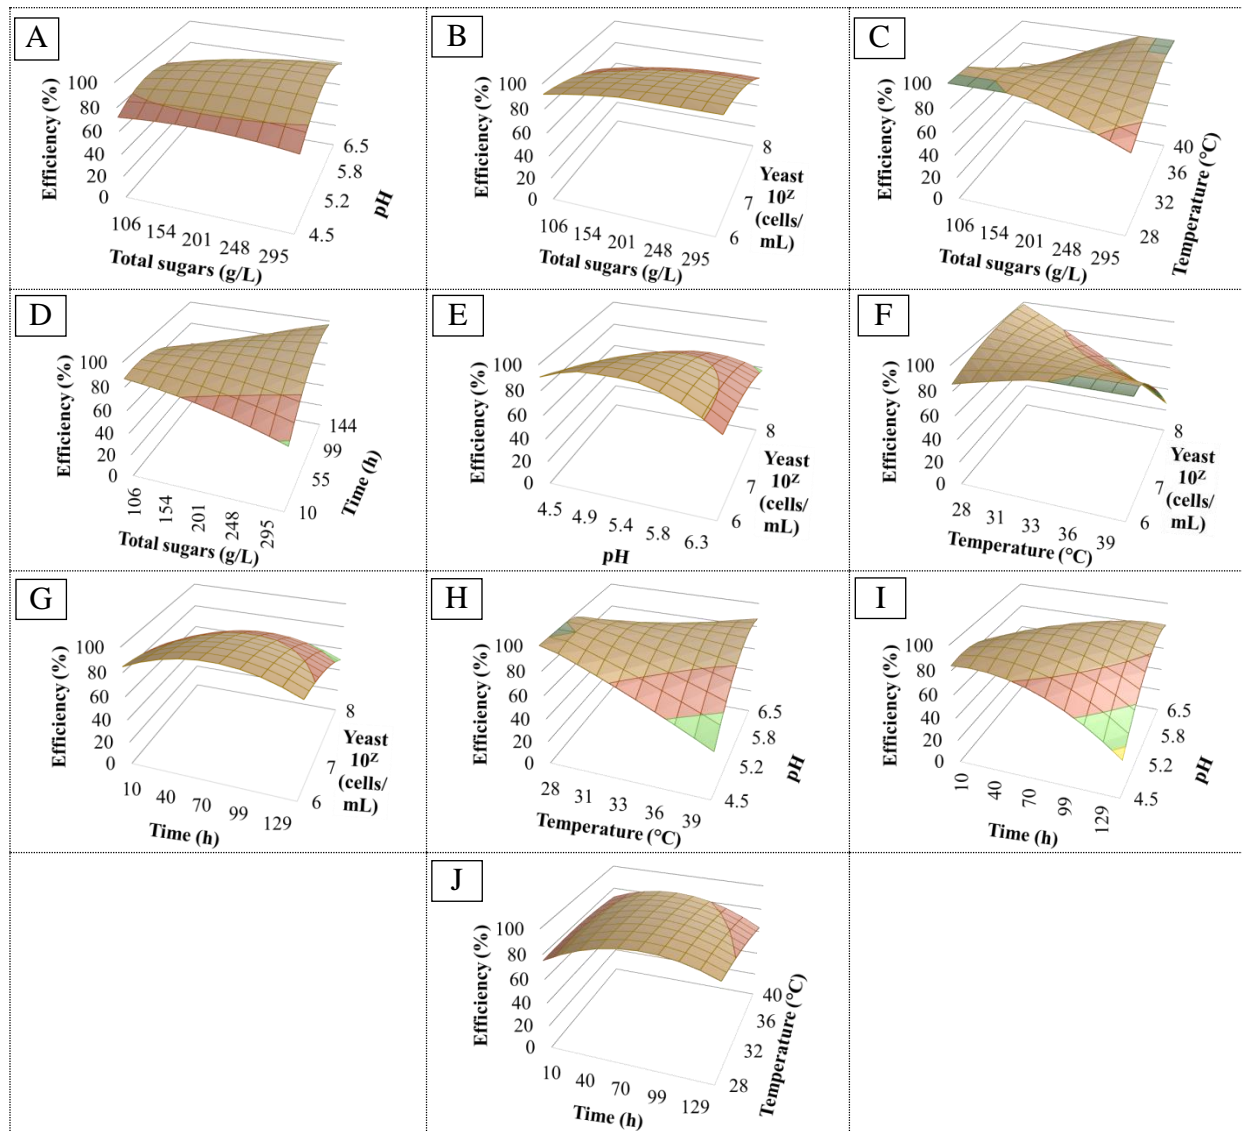 A
Efficiency (%)
100
80
60
40
20
0
106 154 201 248 295
Total sugars (g/L)
6.5
5.8
5.2
4.5
pH
B
Efficiency (%)
100
80
60
40
20
0
106 154 201 248 295
Total sugars (g/L)
8
7
6
Yeast
10^Z
(cells/
mL)
C
Efficiency (%)
100
80
60
40
20
0
106 154 201 248 295
Total sugars (g/L)
40
36
32
28
Temperature (°C)
D
Efficiency (%)
100
80
60
40
20
0
106 154 201 248 295
Total sugars (g/L)
144
99
55
10
Time (h)
E
Efficiency (%)
100
80
60
40
20
0
4.5 4.9 5.4 5.8 6.3
pH
8
7
6
Yeast
10^Z
(cells/
mL)
F
Efficiency (%)
100
80
60
40
20
0
28 31 33 36 39
Temperature (°C)
8
7
6
Yeast
10^Z
(cells/
mL)
G
Efficiency (%)
100
80
60
40
20
0
10 40 70 99 129
Time (h)
8
7
6
Yeast
10^Z
(cells/
mL)
H
Efficiency (%)
100
80
60
40
20
0
28 31 33 36 39
Temperature (°C)
6.5
5.8
5.2
4.5
pH
I
Efficiency (%)
100
80
60
40
20
0
10 40 70 99 129
Time (h)
6.5
5.8
5.2
4.5
pH
J
Efficiency (%)
100
80
60
40
20
0
10 40 70 99 129
Time (h)
40
36
32
28
Temperature (°C)